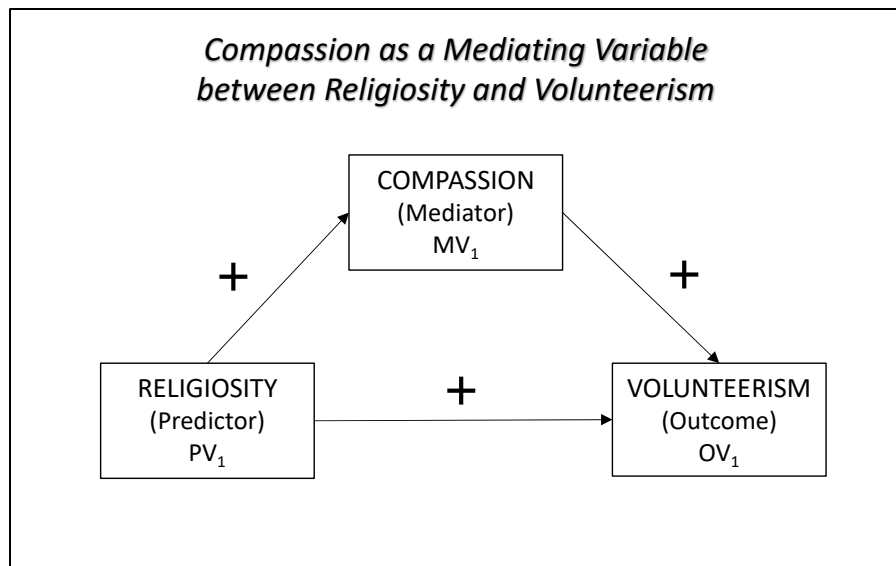 Compassion as a Mediating Variable
between Religiosity and Volunteerism
COMPASSION
(Mediator)
MV₁
+
+
RELIGIOSITY
(Predictor)
PV₁
+
VOLUNTEERISM
(Outcome)
OV₁